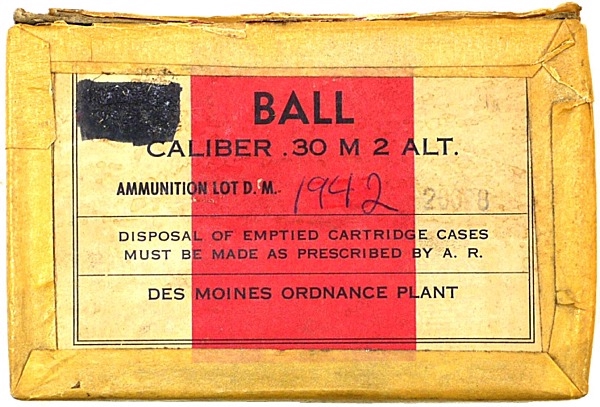 BALL
CALIBER .30 M 2 ALT.
AMMUNITION LOT D. M. 1942
DISPOSAL OF EMPTIED CARTRIDGE CASES
MUST BE MADE AS PRESCRIBED BY A. R.
DES MOINES ORDNANCE PLANT